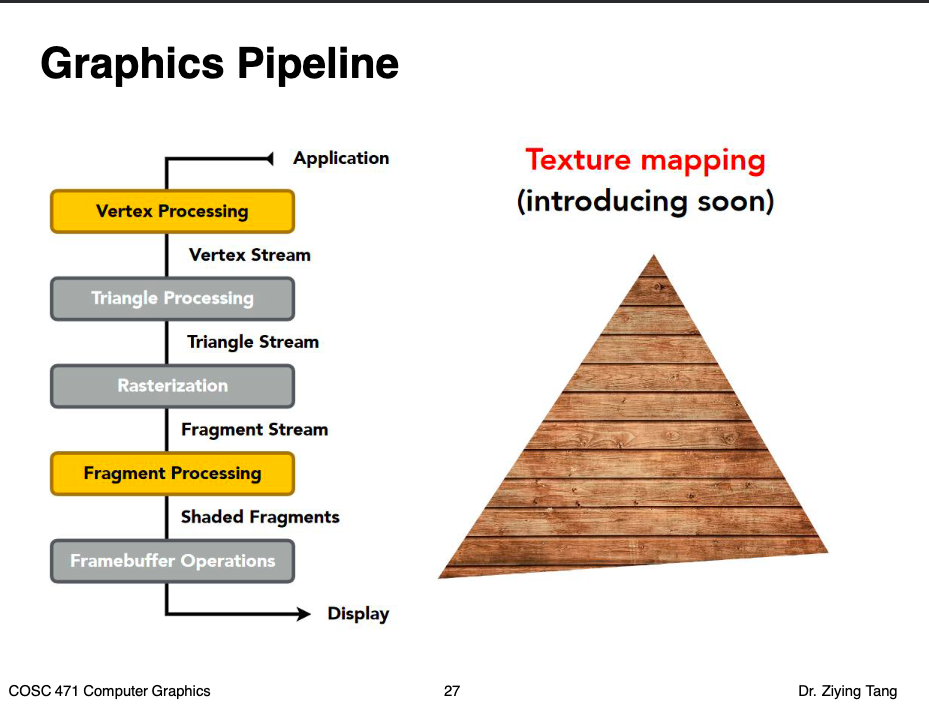 Graphics Pipeline
Application
Vertex Processing
Vertex Stream
Triangle Processing
Triangle Stream
Rasterization
Fragment Stream
Fragment Processing
Shaded Fragments
Framebuffer Operations
Display
Texture mapping
(introducing soon)
COSC 471 Computer Graphics
27
Dr. Ziying Tang